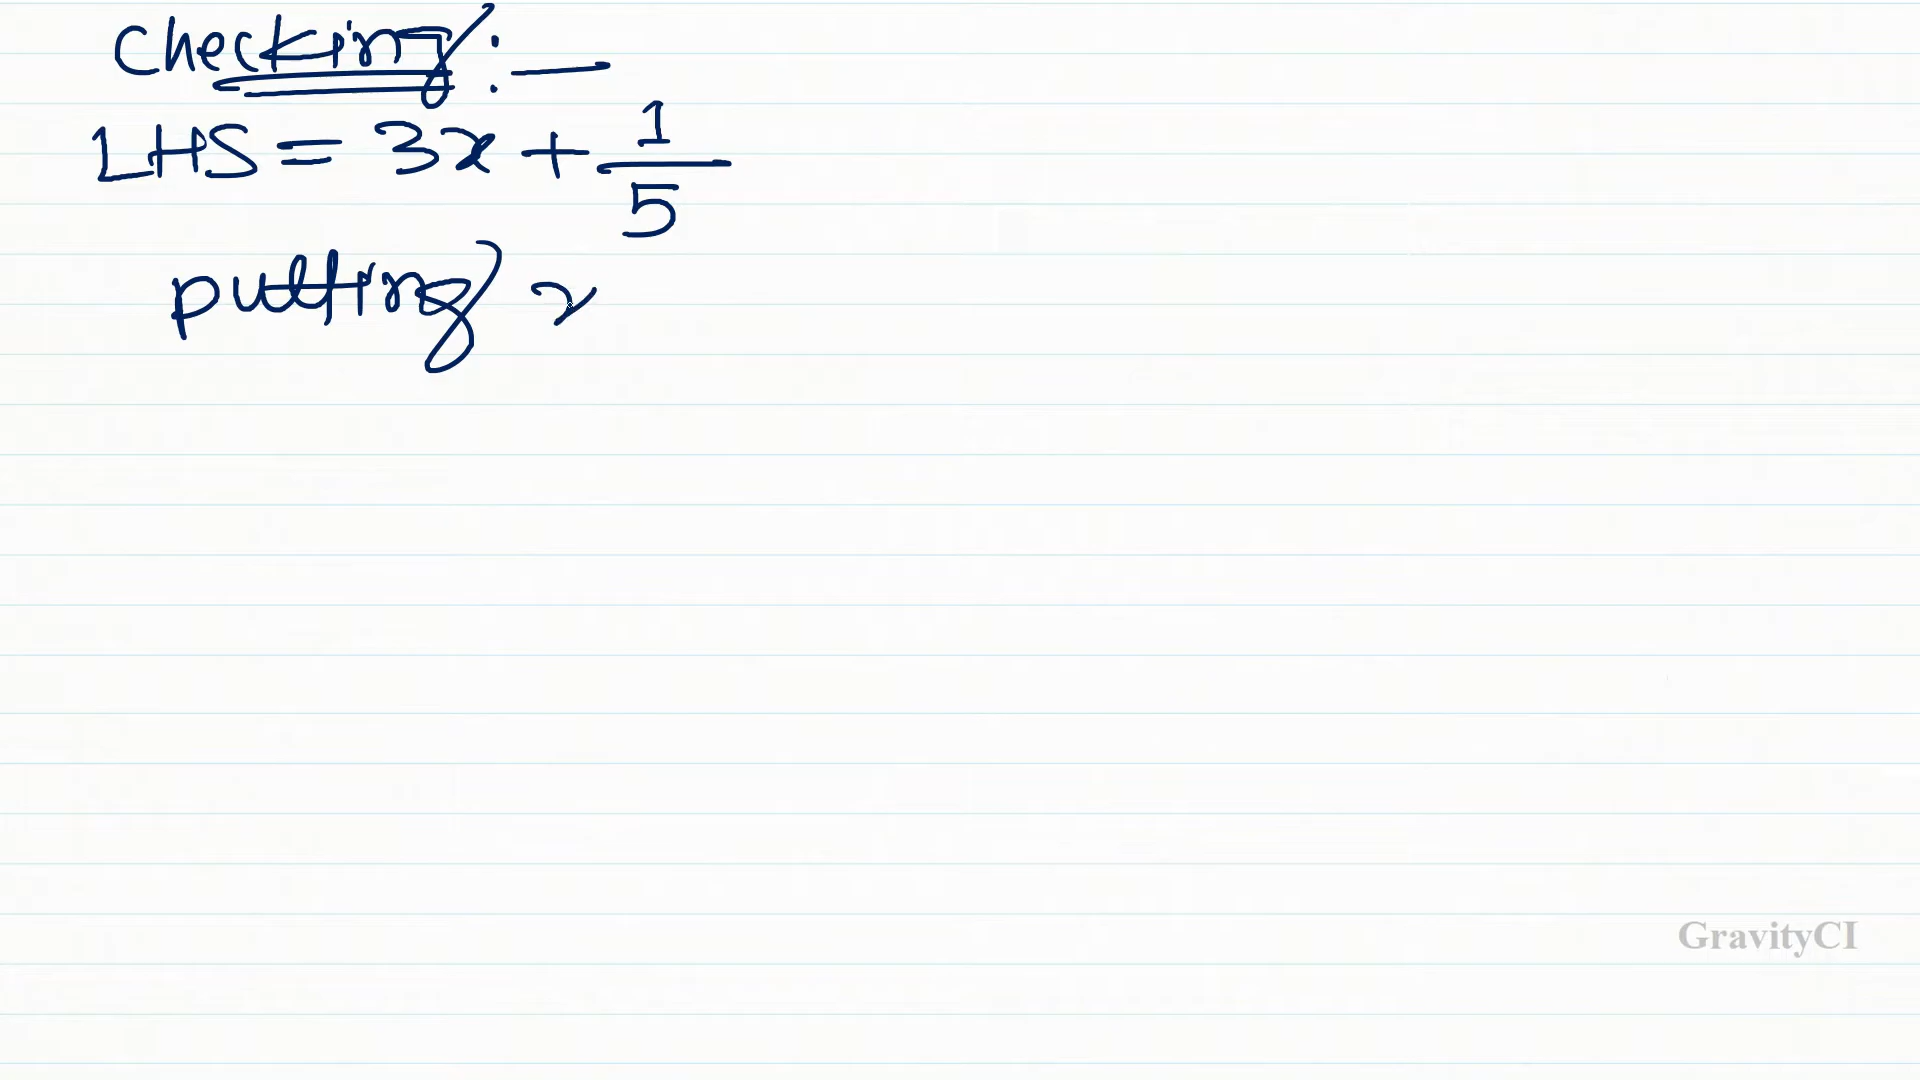 Checking :—
LHS = 3x + 1/5
putting x
GravityCI